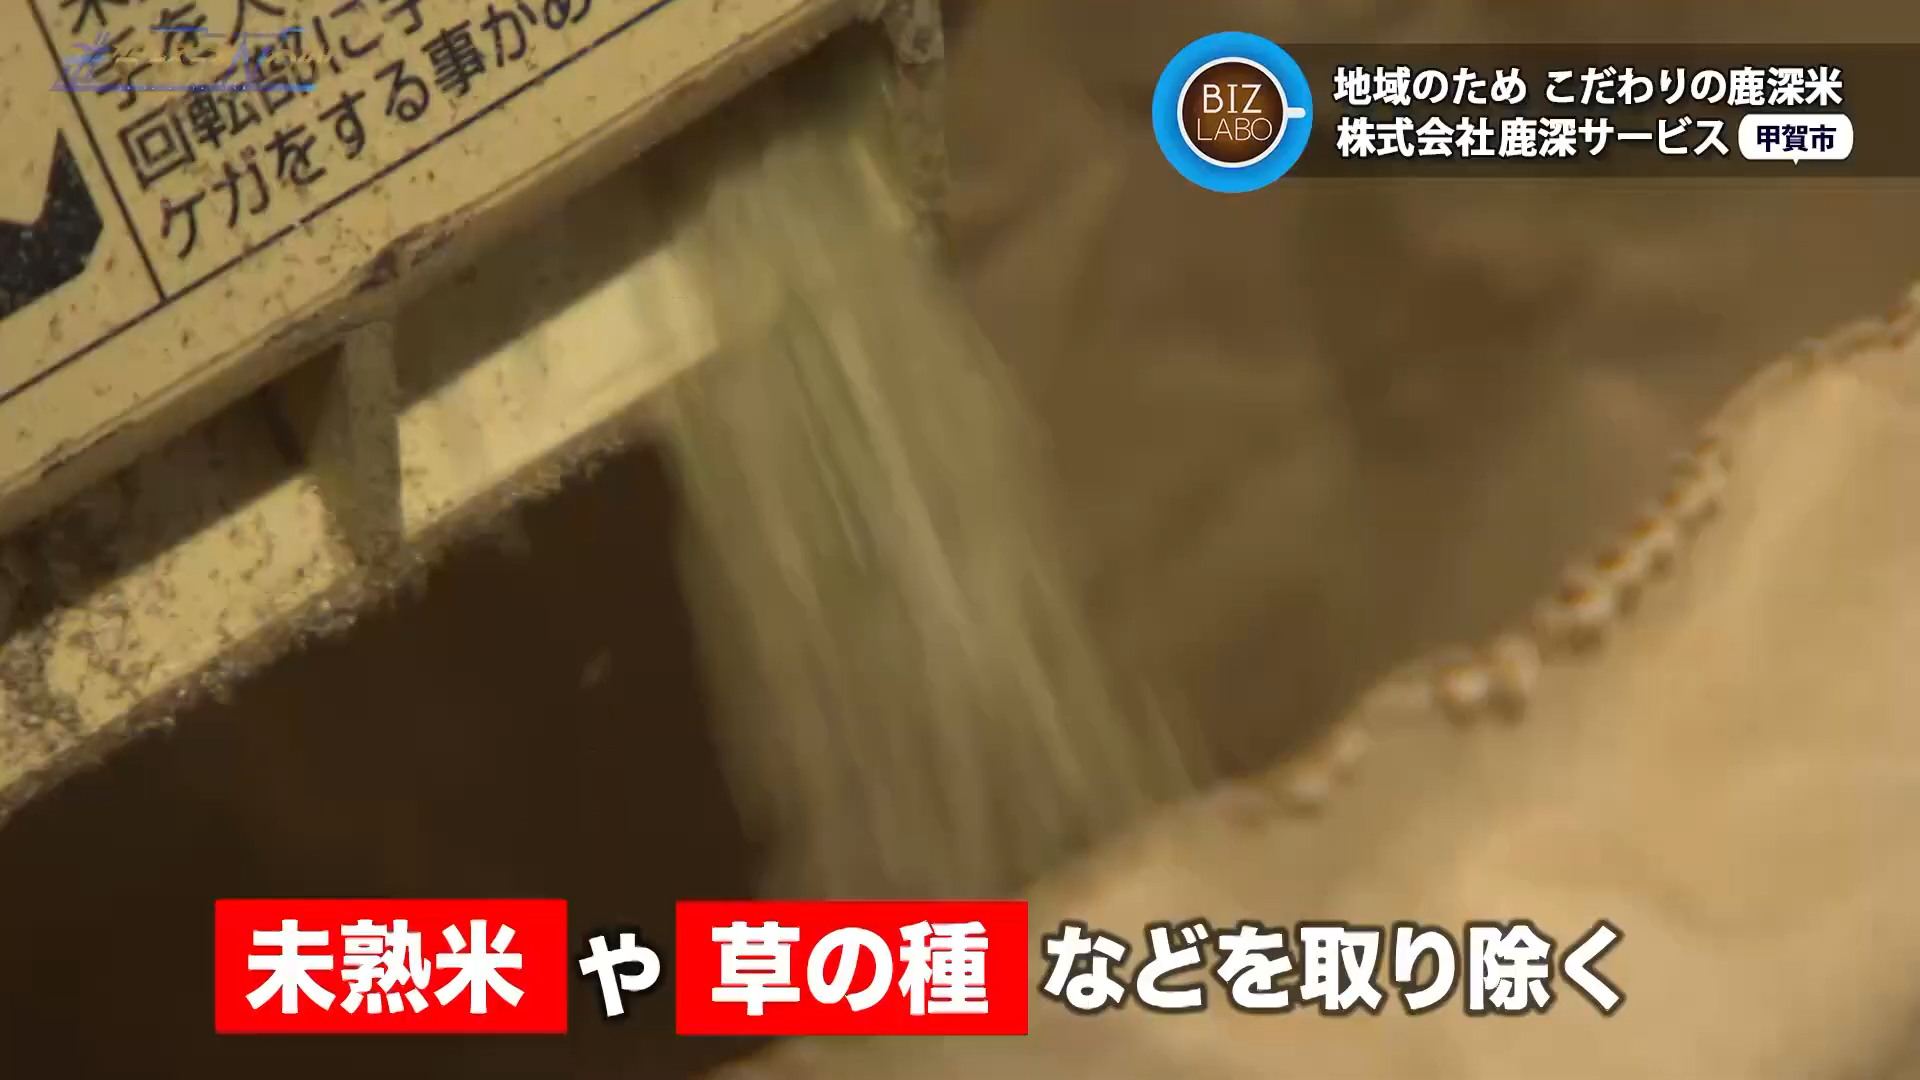 回転部に手
ケガをする事があ
BIZ
LABO
地域のため こだわりの鹿深米
株式会社鹿深サービス 甲賀市
未熟米 や 草の種 などを取り除く